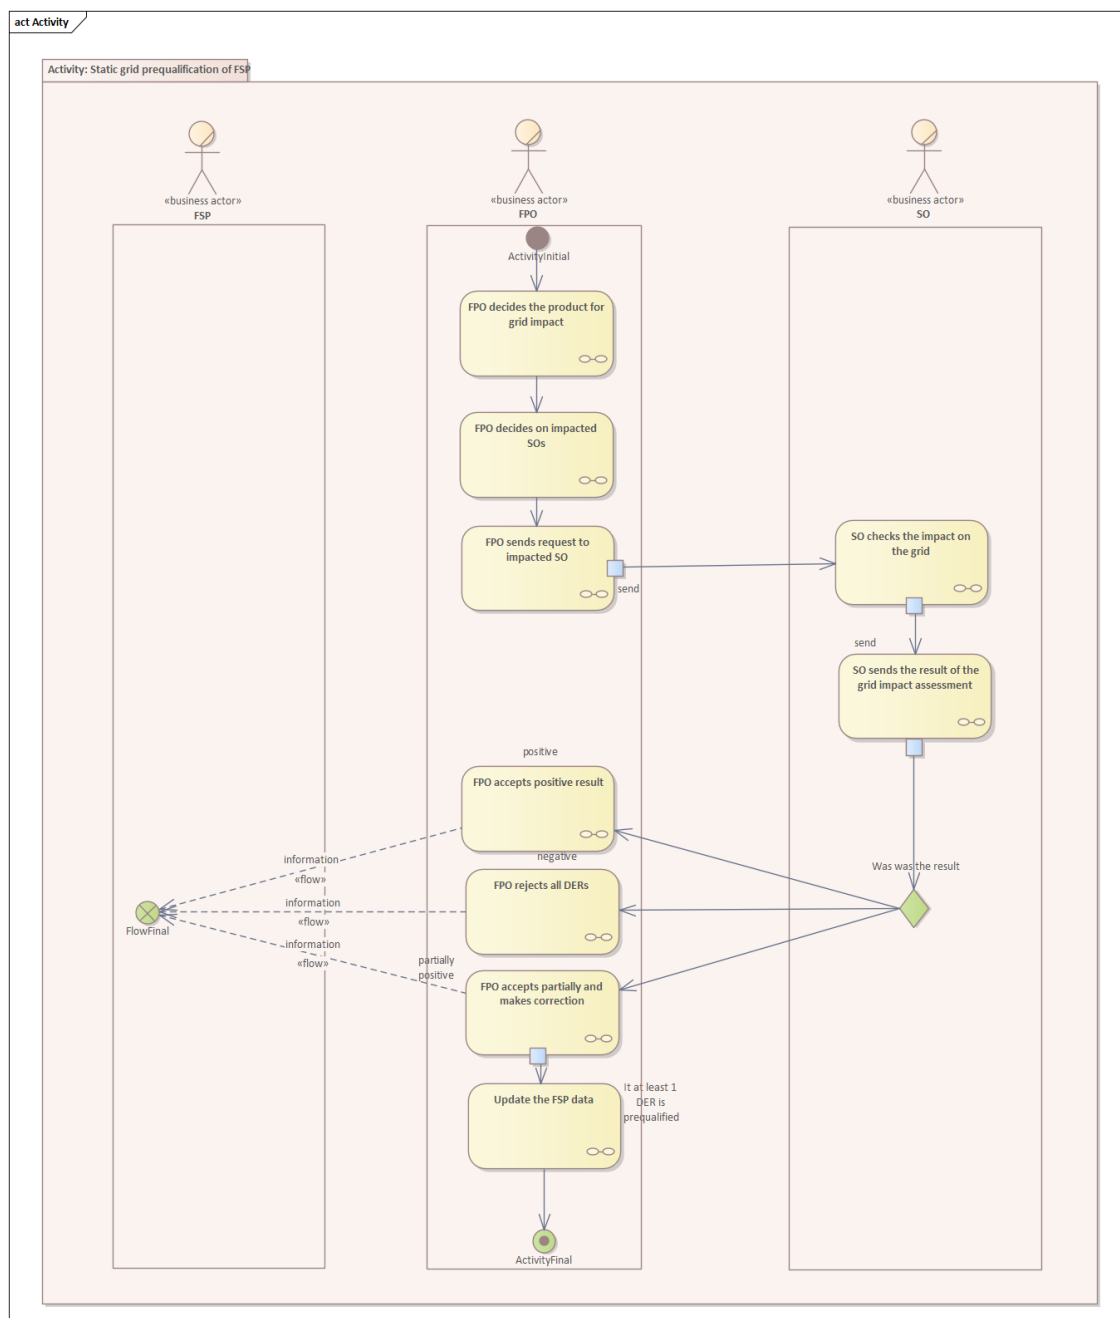 act Activity
Activity: Static grid prequalification of FSP
«business actor»
FSP
«business actor»
FPO
«business actor»
SO
ActivityInitial
FPO decides the product for
grid impact
FPO decides on impacted
SOs
FPO sends request to
impacted SO
send
SO checks the impact on
the grid
send
SO sends the result of the
grid impact assessment
positive
FPO accepts positive result
Was was the result
negative
information
«flow»
FPO rejects all DERs
information
«flow»
FlowFinal
information
«flow»
partially
positive
FPO accepts partially and
makes correction
Update the FSP data
It at least 1
DER is
prequalified
ActivityFinal